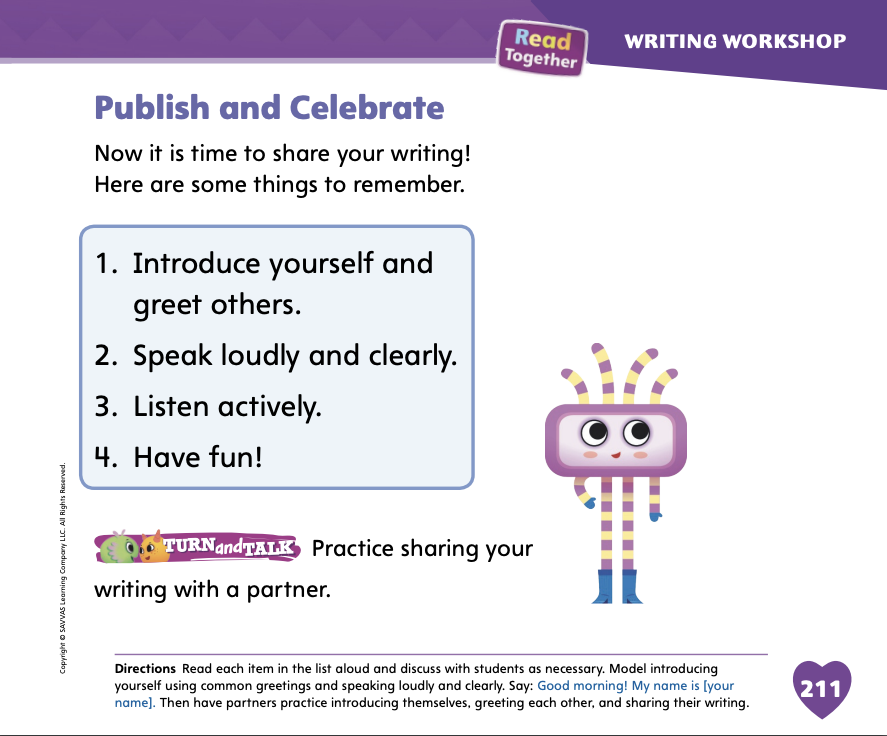 Read
Together
WRITING WORKSHOP
Publish and Celebrate
Now it is time to share your writing!
Here are some things to remember.
1. Introduce yourself and
greet others.
2. Speak loudly and clearly.
3. Listen actively.
4. Have fun!
TURN and TALK Practice sharing your
writing with a partner.
Directions Read each item in the list aloud and discuss with students as necessary. Model introducing
yourself using common greetings and speaking loudly and clearly. Say: Good morning! My name is [your
name]. Then have partners practice introducing themselves, greeting each other, and sharing their writing.
211
Copyright © SAVVAS Learning Company LLC. All Rights Reserved.